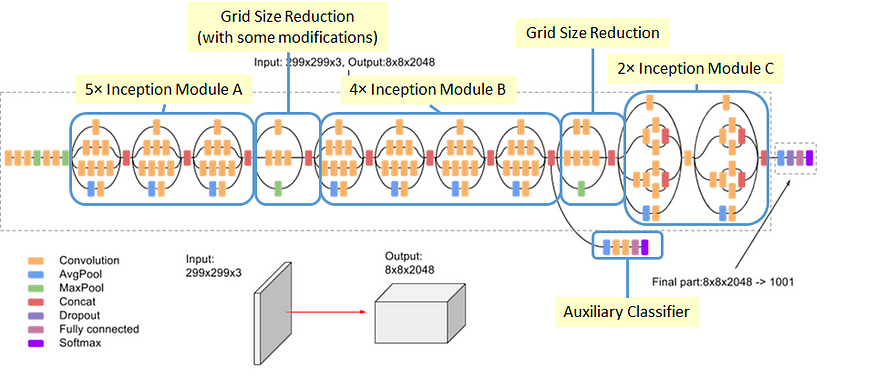 Grid Size Reduction
(with some modifications)
Grid Size Reduction
Input: 299x299x3, Output:8x8x2048
5× Inception Module A
4× Inception Module B
2× Inception Module C
Convolution
AvgPool
MaxPool
Concat
Dropout
Fully connected
Softmax
Input:
299x299x3
Output:
8x8x2048
Final part:8x8x2048 -> 1001
Auxiliary Classifier